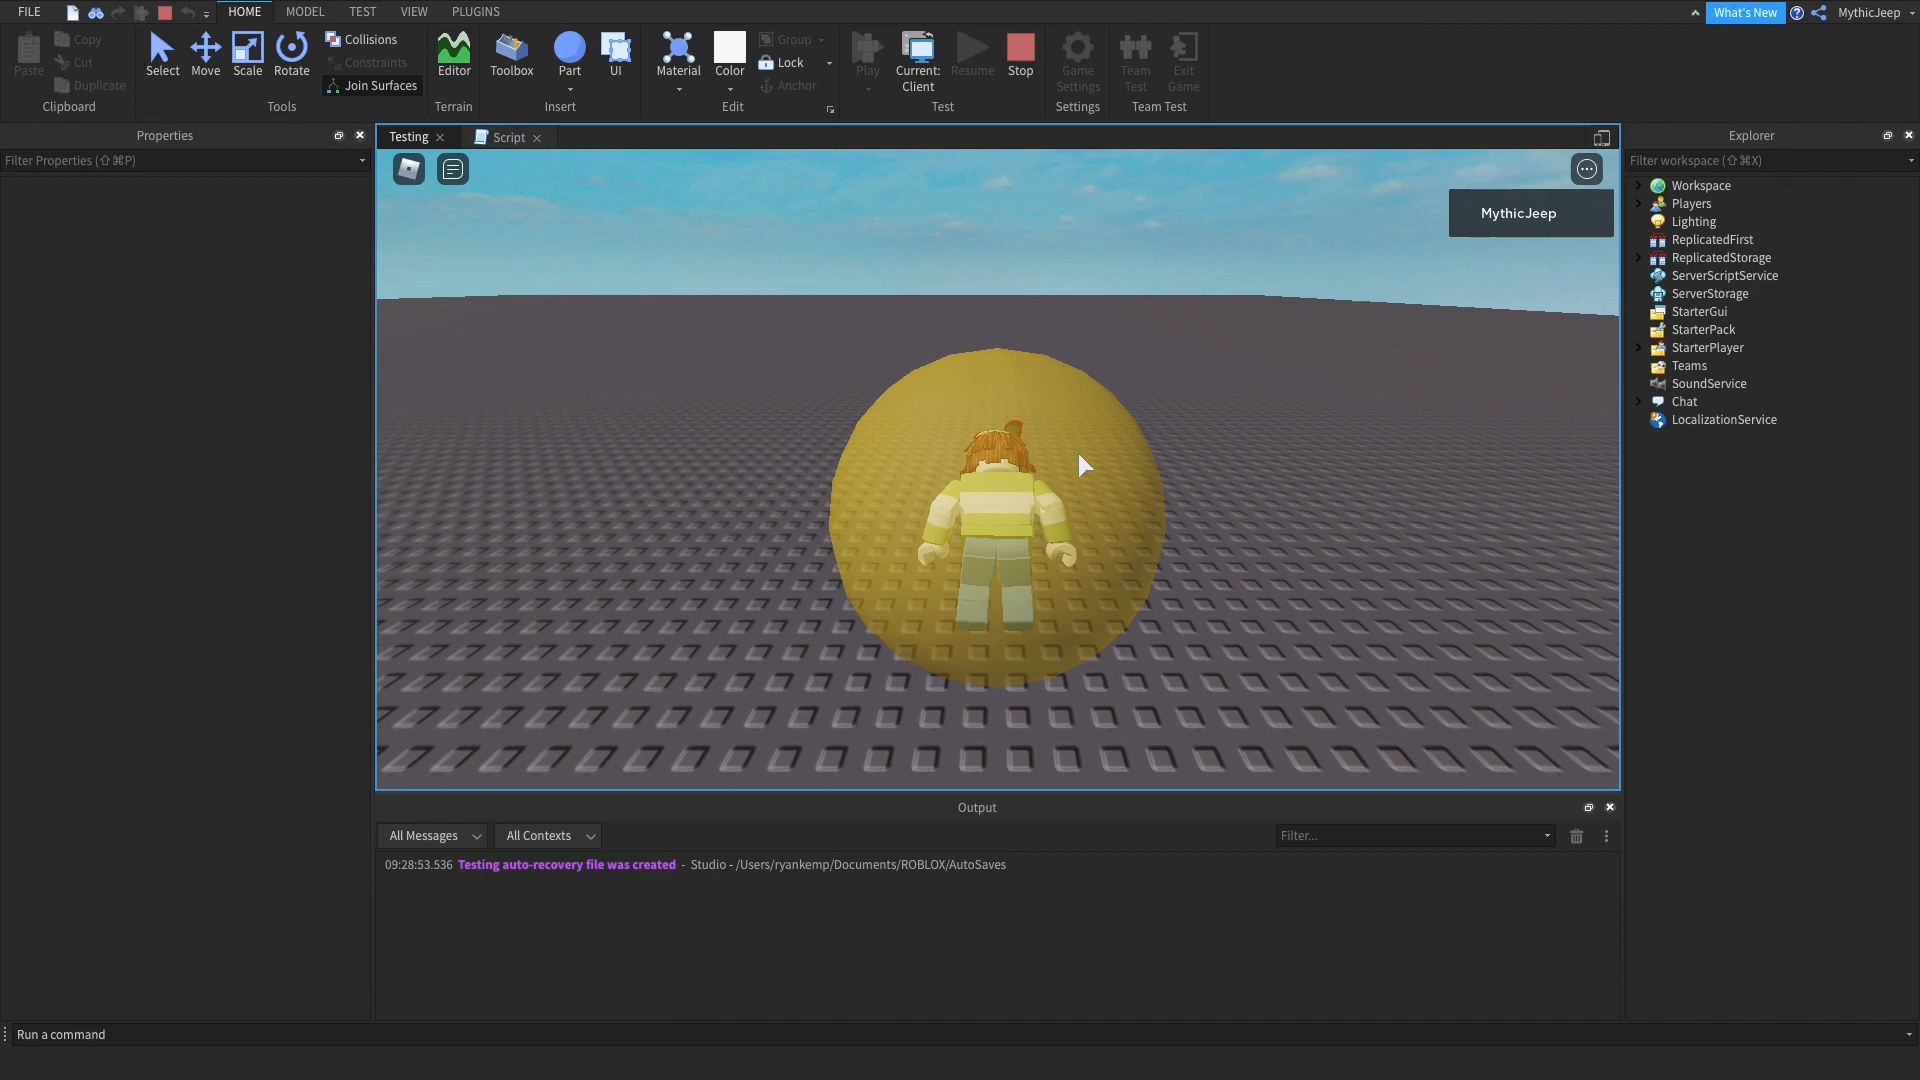 FILE HOME MODEL TEST VIEW PLUGINS What's New MythicJeep
Paste Copy Cut Duplicate
Clipboard
Select Move Scale Rotate Collisions Constraints Join Surfaces
Tools
Editor
Terrain
Toolbox Part UI
Insert
Material Color Group Lock Anchor
Edit
Play Current: Client Resume Stop
Test
Game Settings
Settings
Team Test Exit Game
Team Test
Properties
Filter Properties (⇧⌘P)
Testing Script
MythicJeep
Explorer
Filter workspace (⇧⌘X)
Workspace
Players
Lighting
ReplicatedFirst
ReplicatedStorage
ServerScriptService
ServerStorage
StarterGui
StarterPack
StarterPlayer
Teams
SoundService
Chat
LocalizationService
Output
All Messages All Contexts Filter...
09:28:53.536 Testing auto-recovery file was created - Studio - /Users/ryankemp/Documents/ROBLOX/AutoSaves
Run a command